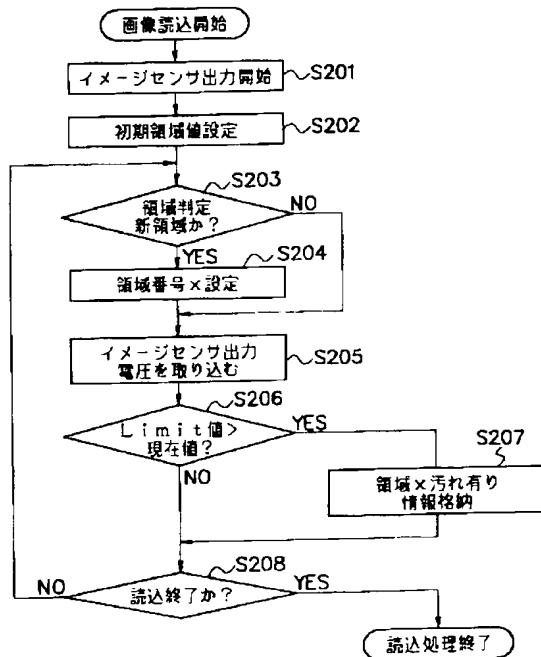 画像読込開始
イメージセンサ出力開始
S201
初期領域値設定
S202
S203
領域判定
新領域か?
NO
YES
S204
領域番号×設定
イメージセンサ出力
電圧を取り込む
S205
S206
Limit値>
現在値?
YES
NO
S207
領域×汚れ有り
情報格納
S208
読込終了か?
NO
YES
読込処理終了